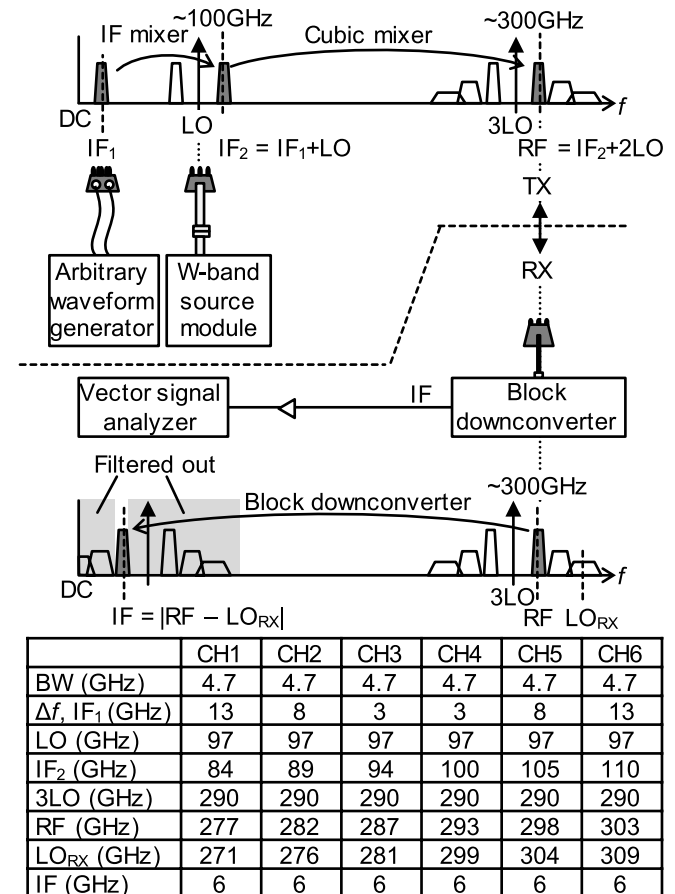 ~100GHz
~300GHz
IF mixer
Cubic mixer
f
DC
LO
3LO
IF₁
IF₂ = IF₁+LO
RF = IF₂+2LO
TX
RX
Arbitrary
waveform
generator
W-band
source
module
Vector signal
analyzer
IF
Block
downconverter
Filtered out
~300GHz
Block downconverter
f
DC
3LO
IF = |RF – LO_RX|
RF LO_RX
CH1 CH2 CH3 CH4 CH5 CH6
BW (GHz) 4.7 4.7 4.7 4.7 4.7 4.7
Δf, IF₁ (GHz) 13 8 3 3 8 13
LO (GHz) 97 97 97 97 97 97
IF₂ (GHz) 84 89 94 100 105 110
3LO (GHz) 290 290 290 290 290 290
RF (GHz) 277 282 287 293 298 303
LO_RX (GHz) 271 276 281 299 304 309
IF (GHz) 6 6 6 6 6 6